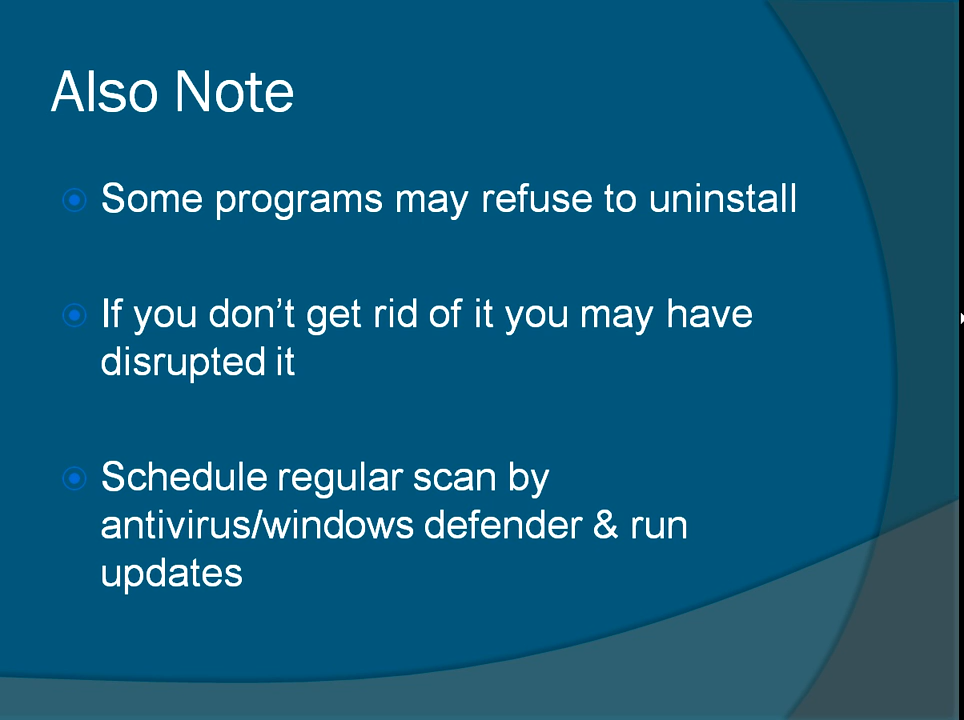 Also Note
Some programs may refuse to uninstall
If you don’t get rid of it you may have
disrupted it
Schedule regular scan by
antivirus/windows defender & run
updates